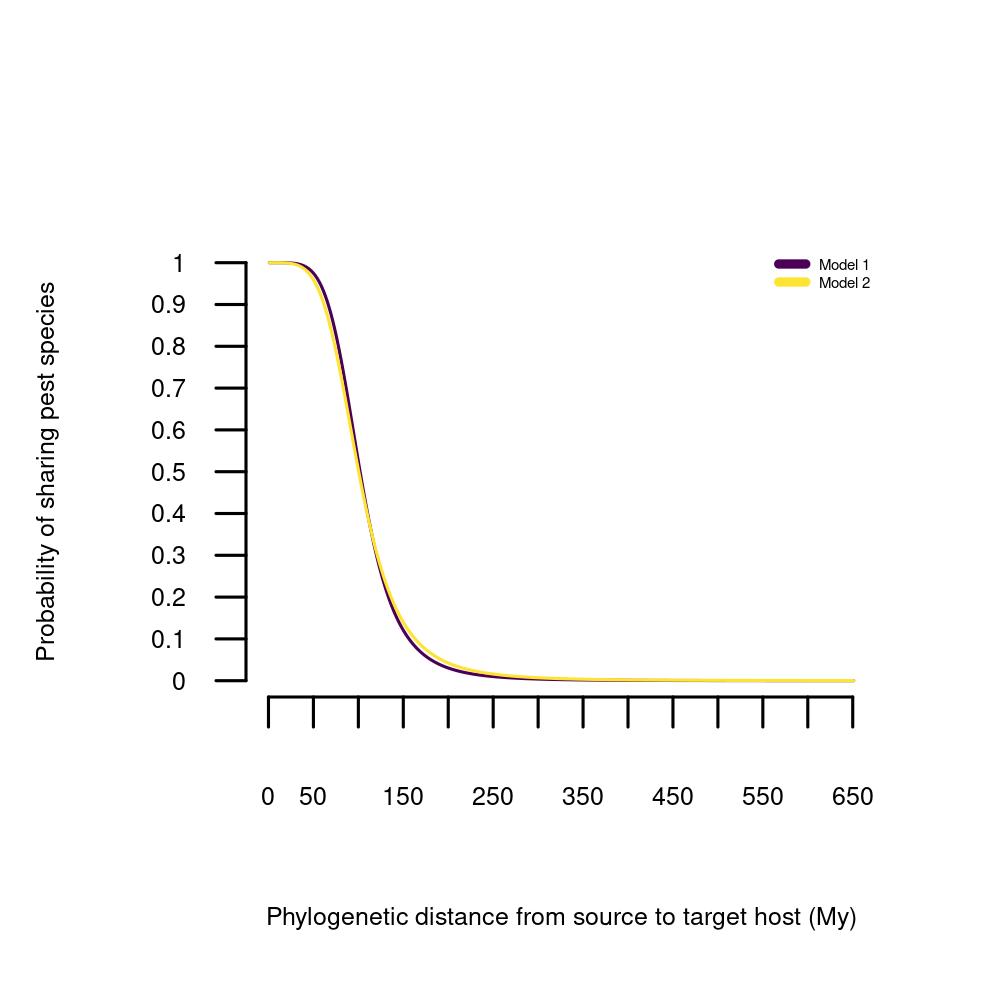 Model 1
Model 2
Probability of sharing pest species
1
0.9
0.8
0.7
0.6
0.5
0.4
0.3
0.2
0.1
0
0 50 150 250 350 450 550 650
Phylogenetic distance from source to target host (My)